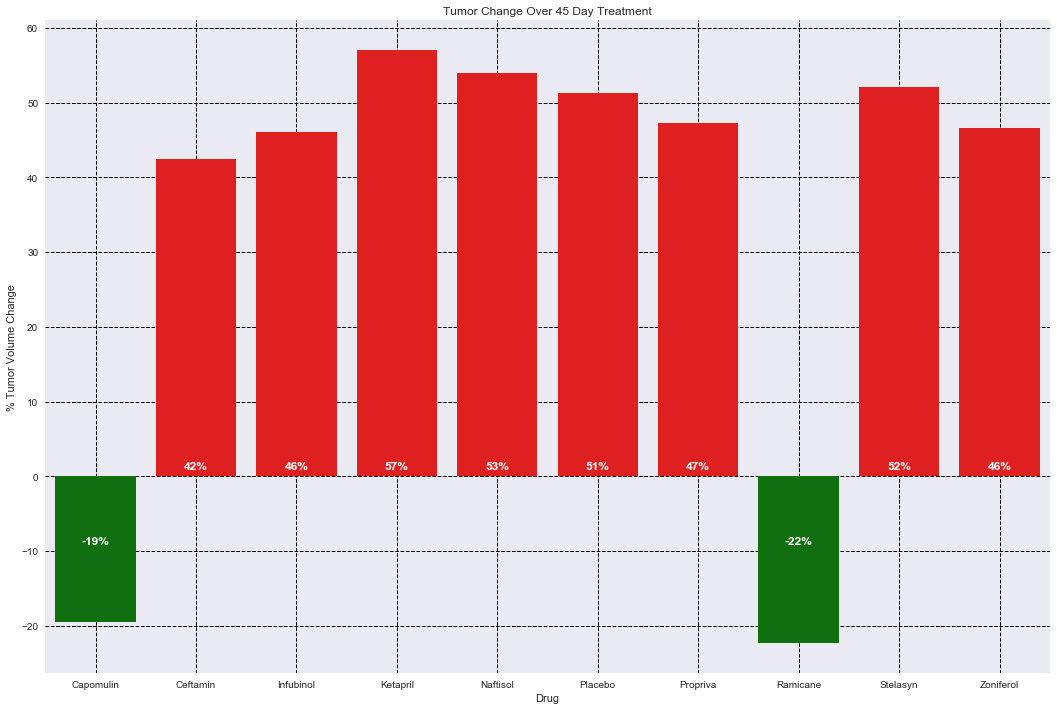 Tumor Change Over 45 Day Treatment
% Tumor Volume Change
60
50
40
30
20
10
0
−10
−20
-19%
42%
46%
57%
53%
51%
47%
-22%
52%
46%
Capomulin
Ceftamin
Infubinol
Ketapril
Naftisol
Placebo
Propriva
Ramicane
Stelasyn
Zoniferol
Drug